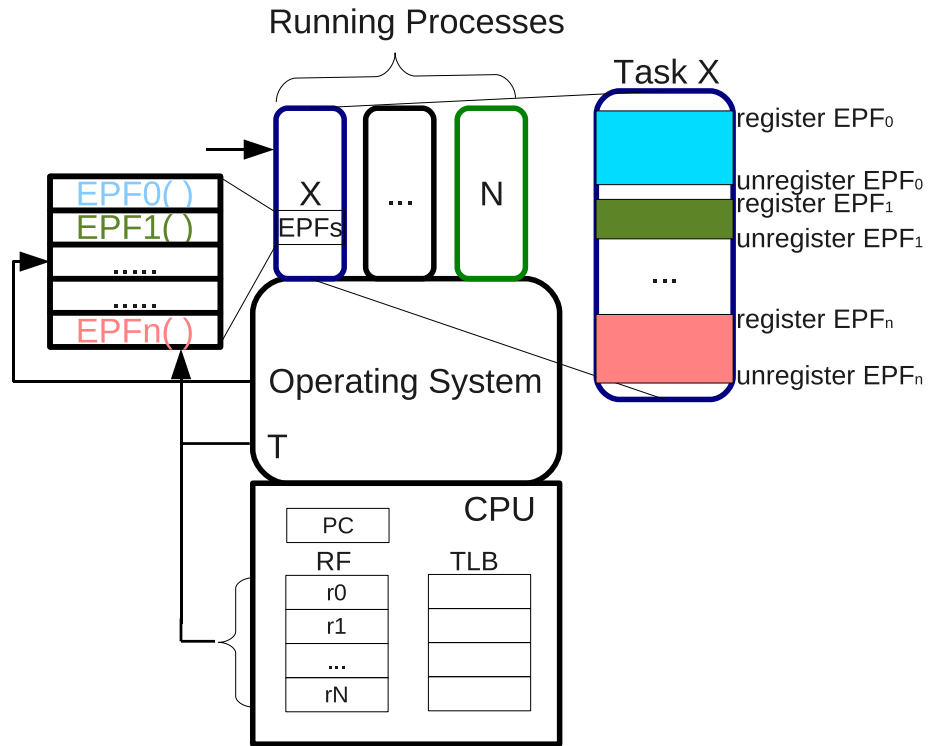 Running Processes
Task X
register EPF₀
unregister EPF₀
register EPF₁
unregister EPF₁
...
register EPFₙ
unregister EPFₙ
X
EPFs
...
N
EPF0( )
EPF1( )
.....
.....
EPFn( )
Operating System
T
CPU
PC
RF
TLB
r0
r1
...
rN